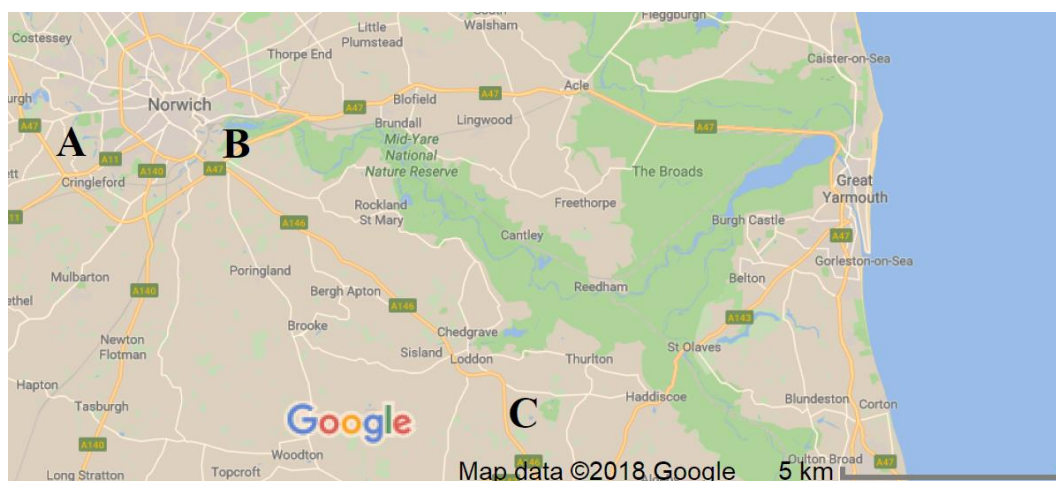 Costessey
Little
Plumstead
South
Walsham
Fleggburgh
Thorpe End
Caister-on-Sea
Norwich
A47
Blofield
A47
Acle
A47
A
B
Brundall
Lingwood
A47
A11
A140
Cringleford
A47
Mid-Yare
National
Nature Reserve
The Broads
Great
Yarmouth
A11
Rockland
St Mary
Freethorpe
A146
Burgh Castle
A47
Cantley
Gorleston-on-Sea
Mulbarton
Poringland
Belton
A140
Bergh Apton
Reedham
A146
A143
Brooke
Chedgrave
Newton
Flotman
Sisland
Loddon
Thurlton
St Olaves
Hapton
Haddiscoe
Blundeston
Corton
Tasburgh
Google
C
A140
Woodton
Oulton Broad
A47
Long Stratton
Topcroft
A146
Map data ©2018 Google
5 km